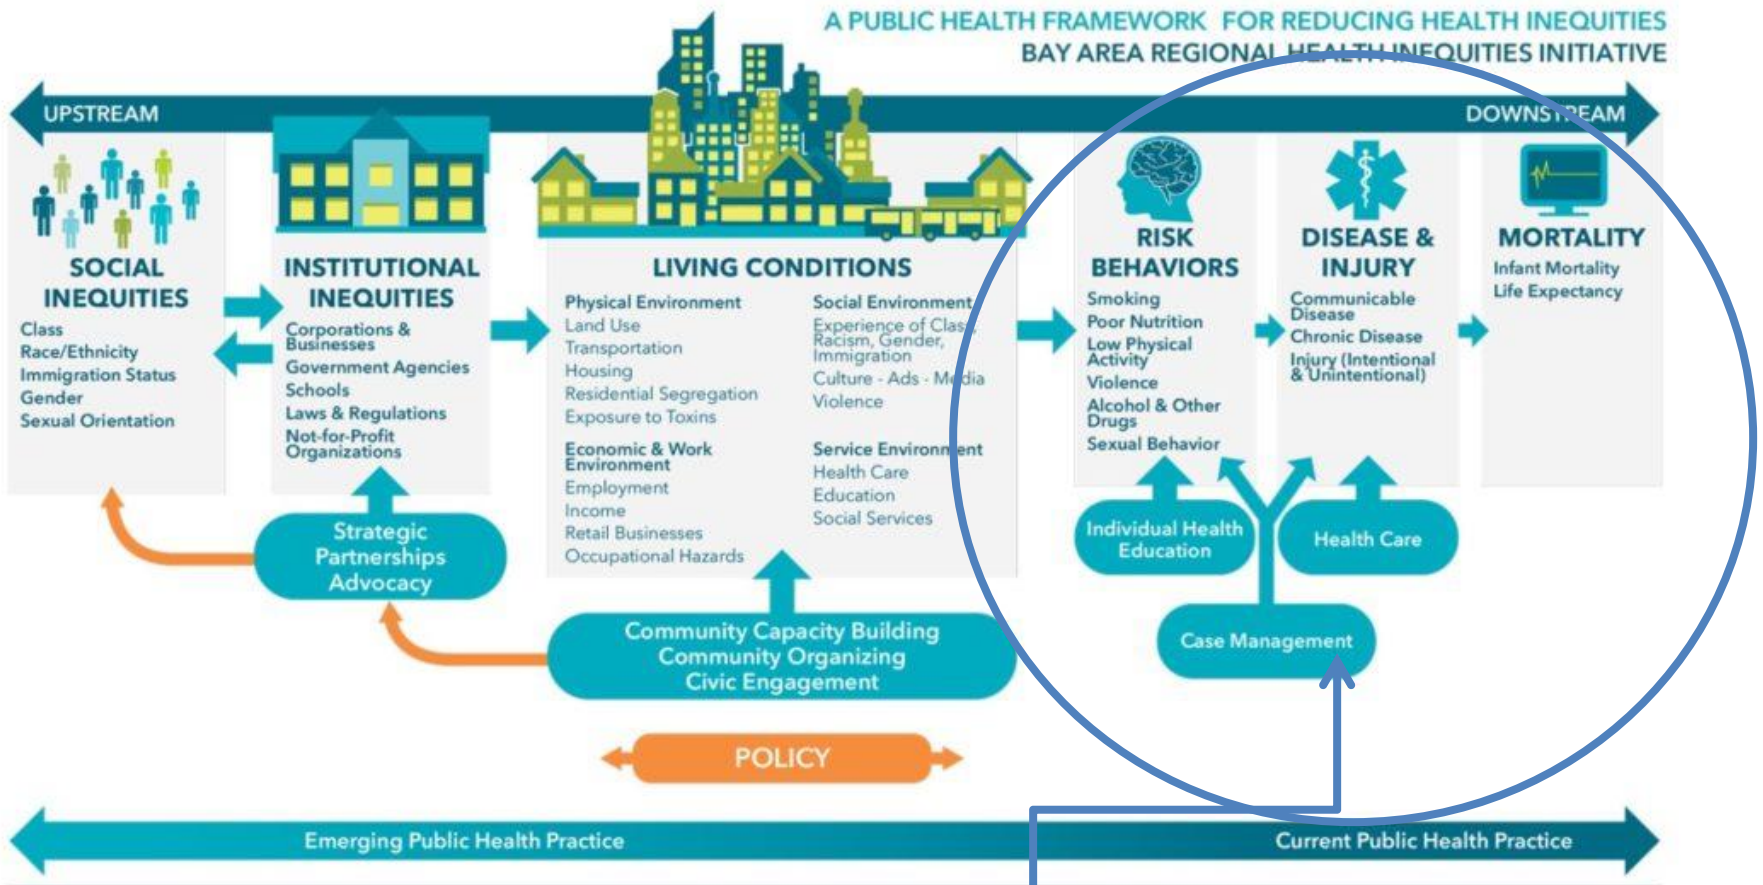 A PUBLIC HEALTH FRAMEWORK FOR REDUCING HEALTH INEQUITIES
BAY AREA REGIONAL HEALTH INEQUITIES INITIATIVE
UPSTREAM
DOWNSTREAM
SOCIAL
INEQUITIES
Class
Race/Ethnicity
Immigration Status
Gender
Sexual Orientation
INSTITUTIONAL
INEQUITIES
Corporations &
Businesses
Government Agencies
Schools
Laws & Regulations
Not-for-Profit
Organizations
Strategic
Partnerships
Advocacy
LIVING CONDITIONS
Physical Environment
Land Use
Transportation
Housing
Residential Segregation
Exposure to Toxins
Economic & Work
Environment
Employment
Income
Retail Businesses
Occupational Hazards
Social Environment
Experience of Class,
Racism, Gender,
Immigration
Culture - Ads - Media
Violence
Service Environment
Health Care
Education
Social Services
Community Capacity Building
Community Organizing
Civic Engagement
RISK
BEHAVIORS
Smoking
Poor Nutrition
Low Physical
Activity
Violence
Alcohol & Other
Drugs
Sexual Behavior
Individual Health
Education
DISEASE &
INJURY
Communicable
Disease
Chronic Disease
Injury (Intentional
& Unintentional)
Health Care
Case Management
MORTALITY
Infant Mortality
Life Expectancy
POLICY
Emerging Public Health Practice
Current Public Health Practice